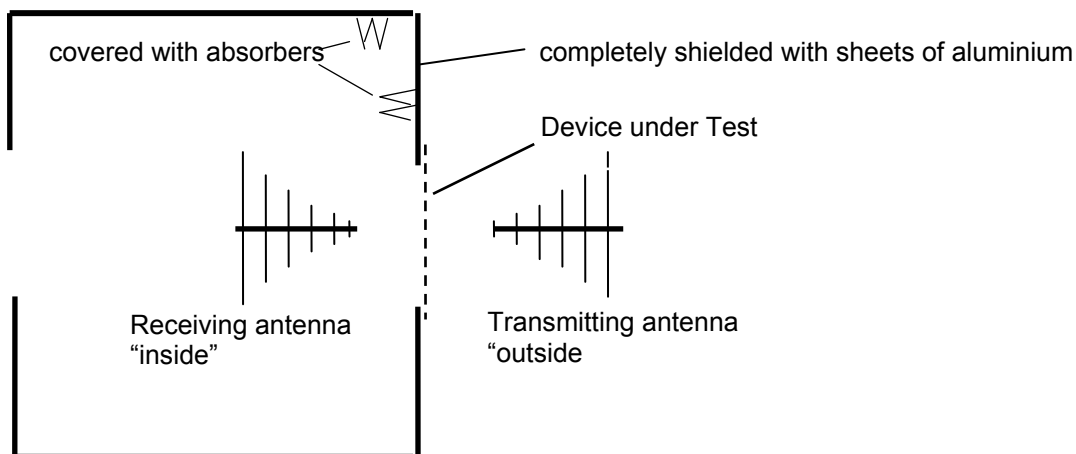 covered with absorbers
completely shielded with sheets of aluminium
Device under Test
Receiving antenna
“inside”
Transmitting antenna
“outside